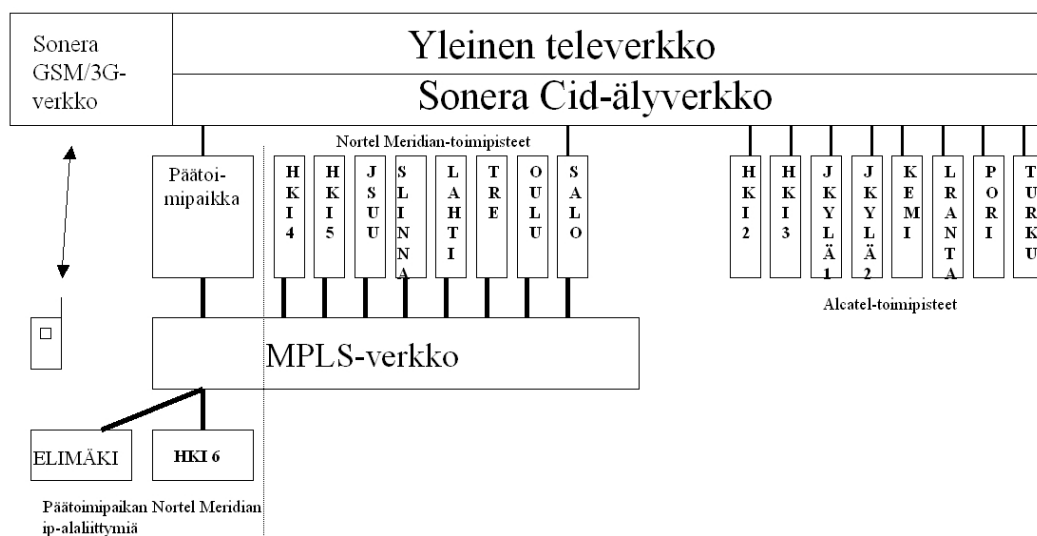 Sonera
GSM/3G-
verkko
Yleinen televerkko
Sonera Cid-älyverkko
Nortel Meridian-toimipisteet
Päätoi-
mipaikka
HKI4
HKI5
JSUU
SLINNA
LAHTI
TRE
OULU
SALO
HKI2
HKI3
JKYLÄ1
JKYLÄ2
KEMI
LRANTA
PORI
TURKU
Alcatel-toimipisteet
MPLS-verkko
ELIMÄKI
HKI 6
Päätoimipaikan Nortel Meridian
ip-alaliittymiä